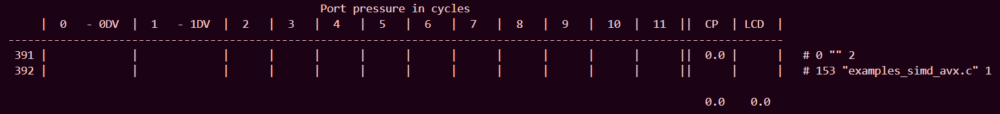 Port pressure in cycles
| 0 - 0DV | 1 - 1DV | 2 | 3 | 4 | 5 | 6 | 7 | 8 | 9 | 10 | 11 || CP | LCD |
-----------------------------------------------------------------------------------------------------------------------
391 | | | | | | | | | | | | || 0.0 | | # 0 "" 2
392 | | | | | | | | | | | | || | | # 153 "examples_simd_avx.c" 1
0.0 0.0